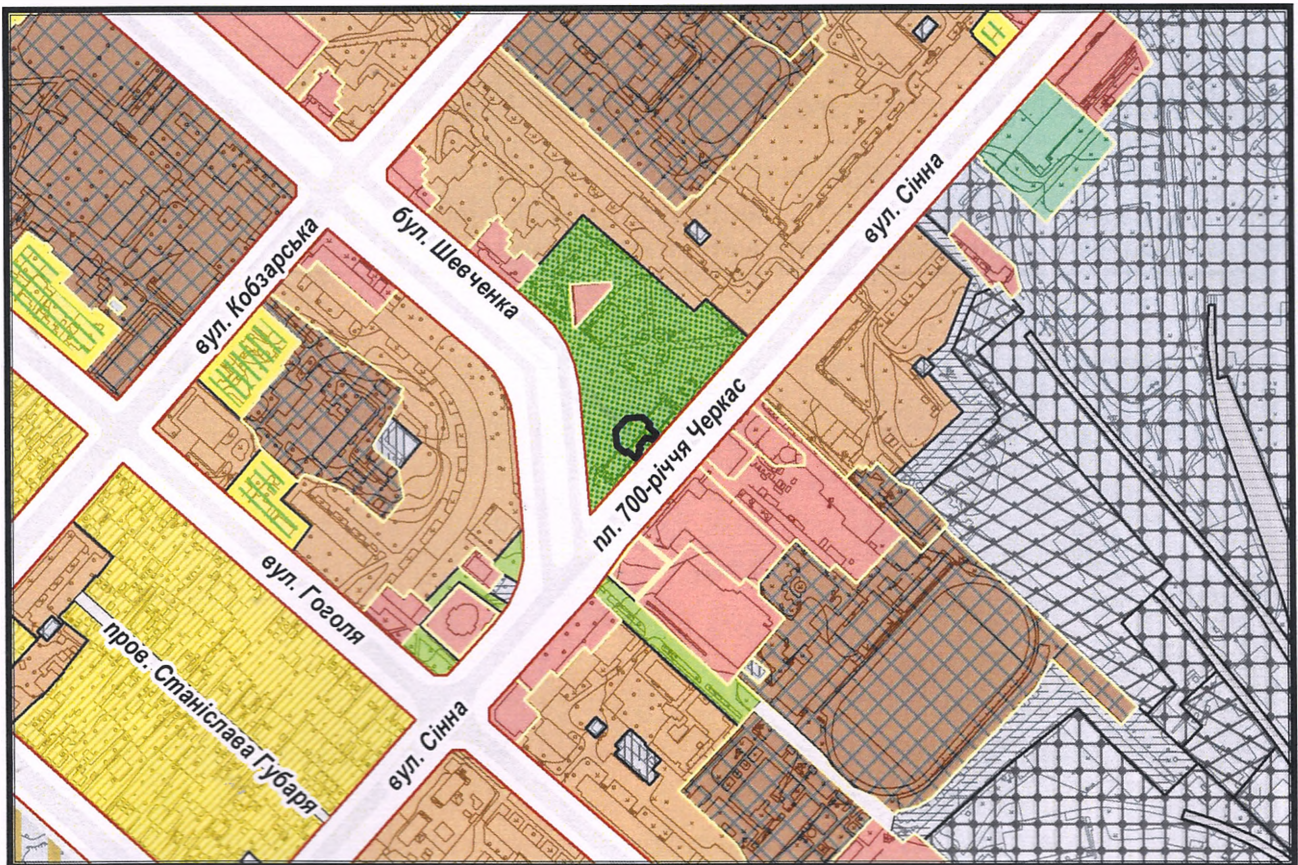 вул. Сінна
бул. Шевченка
вул. Кобзарська
пл. 700-річчя Черкас
вул. Гоголя
пров. Станіслава Губаря
вул. Сінна